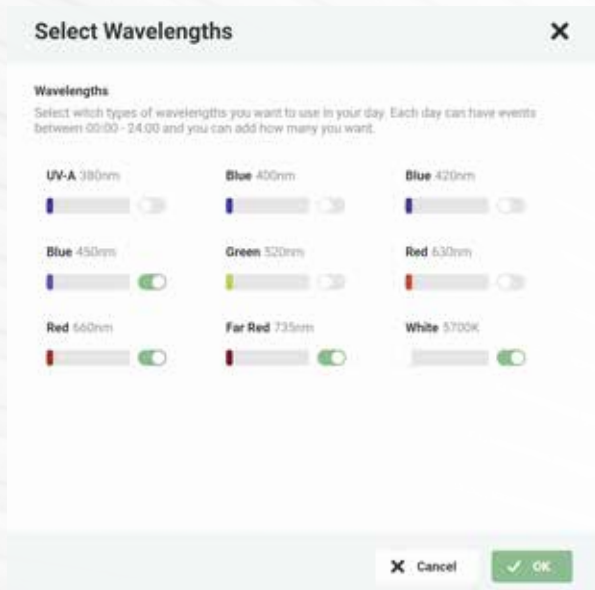 Select Wavelengths
Wavelengths
Select witch types of wavelengths you want to use in your day. Each day can have events
between 00:00 - 24:00 and you can add how many you want.
UV-A 380nm Blue 400nm Blue 420nm
Blue 450nm Green 520nm Red 630nm
Red 660nm Far Red 735nm White 5700K
Cancel OK